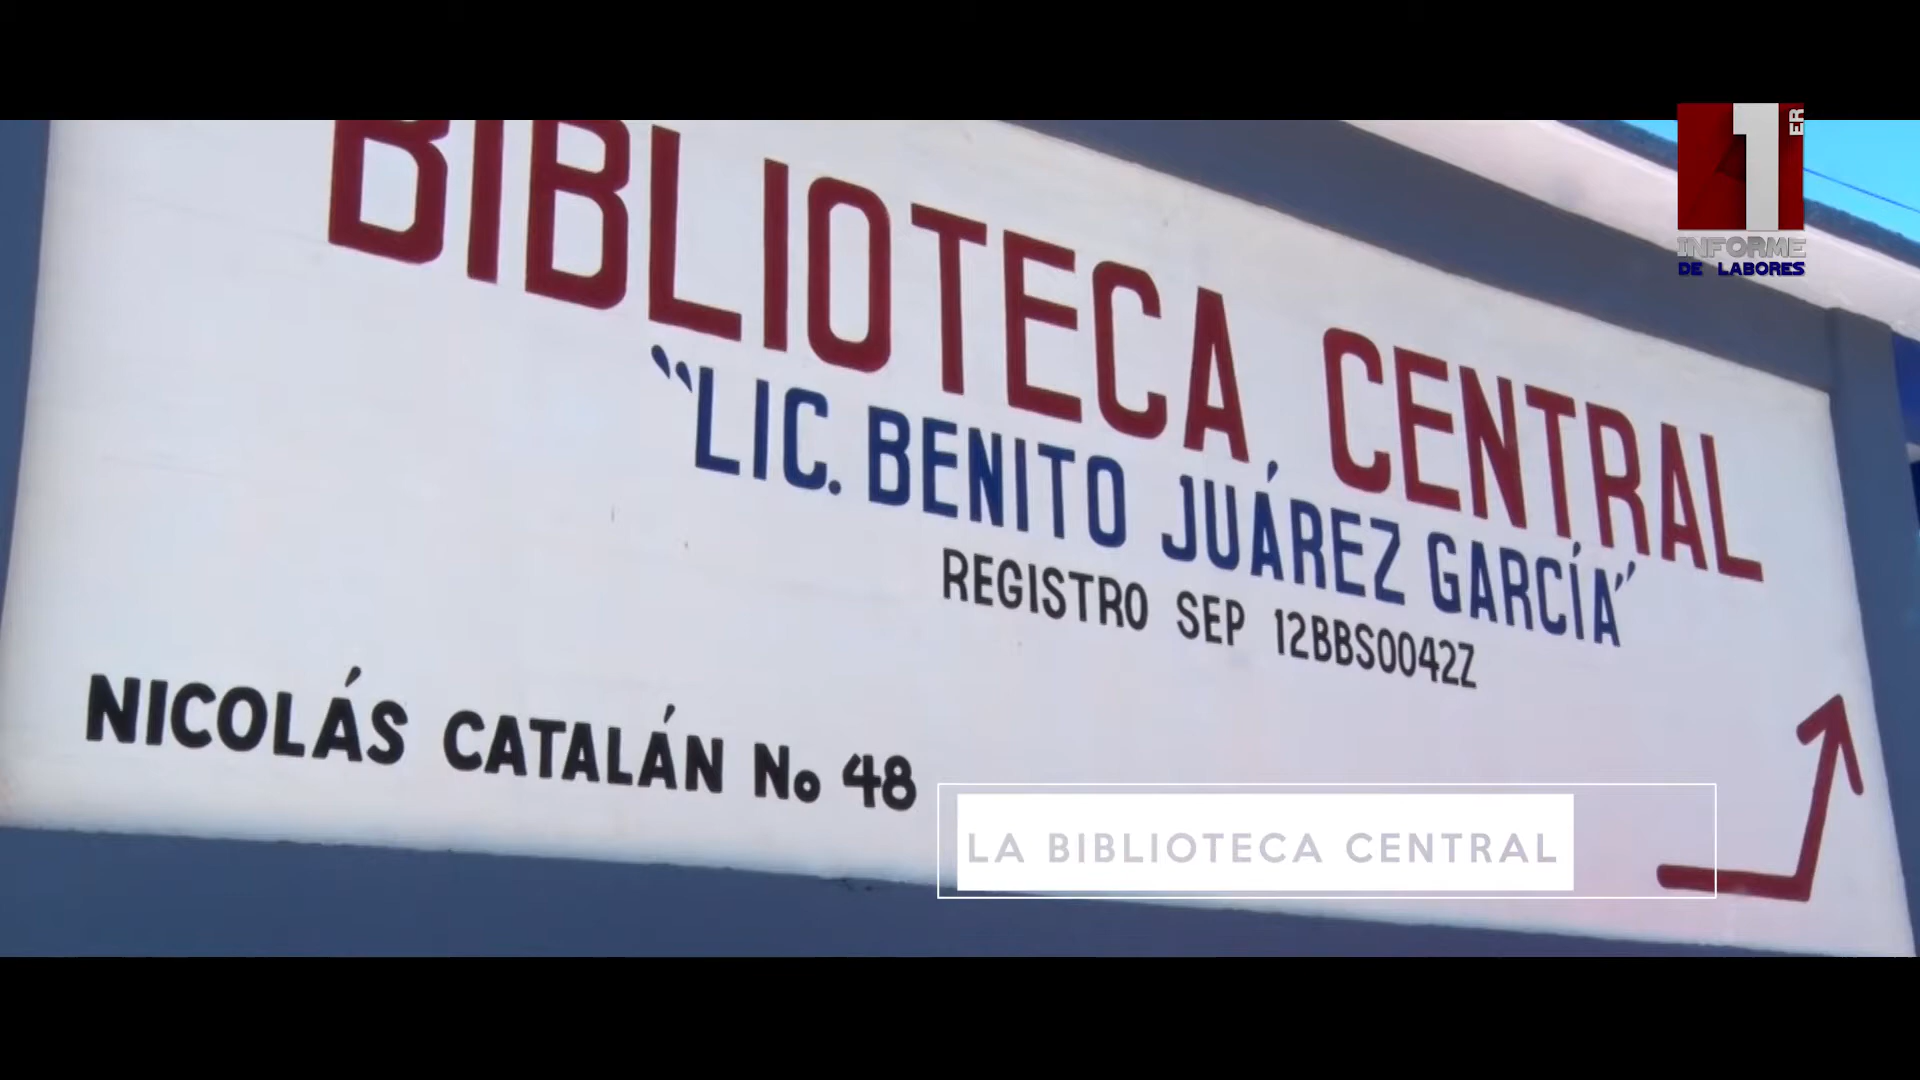 BIBLIOTECA CENTRAL
"LIC. BENITO JUÁREZ GARCÍA"
REGISTRO SEP 12BBS0042Z
NICOLÁS CATALÁN No 48
LA BIBLIOTECA CENTRAL
1ER
INFORME
DE LABORES